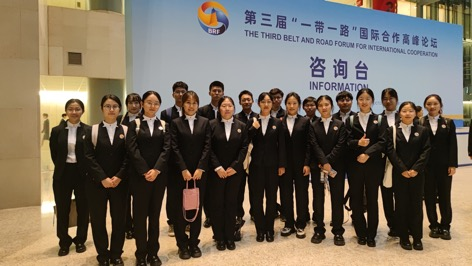 第三届“一带一路”国际合作高峰论坛
THE THIRD BELT AND ROAD FORUM FOR INTERNATIONAL COOPERATION
BRF
咨询台
INFORMATION